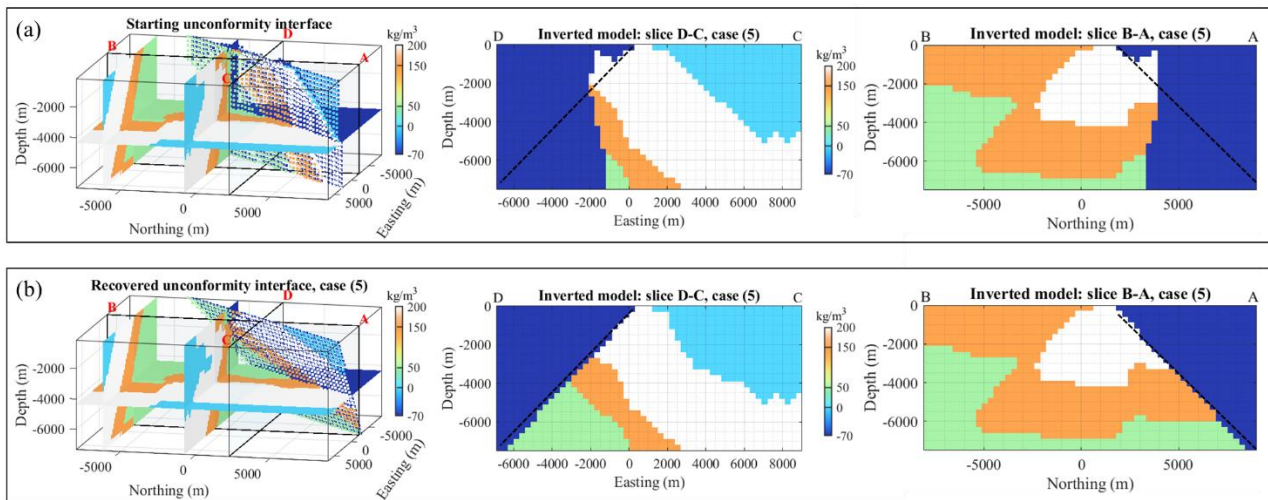 (a)
Starting unconformity interface
kg/m³
200
150
100
50
0
-70
B
D
A
C
-2000
-4000
-6000
Depth (m)
-5000
0
5000
Northing (m)
-5000
0
5000
Easting (m)
Inverted model: slice D-C, case (5)
D
C
kg/m³
200
150
100
50
0
-70
0
-2000
-4000
-6000
Depth (m)
-6000 -4000 -2000 0 2000 4000 6000 8000
Easting (m)
Inverted model: slice B-A, case (5)
B
A
0
-2000
-4000
-6000
Depth (m)
-5000 0 5000
Northing (m)
(b)
Recovered unconformity interface, case (5)
kg/m³
200
150
100
50
0
-70
B
D
A
C
-2000
-4000
-6000
Depth (m)
-5000
0
5000
Northing (m)
-5000
0
5000
Easting (m)
Inverted model: slice D-C, case (5)
D
C
kg/m³
200
150
100
50
0
-70
0
-2000
-4000
-6000
Depth (m)
-6000 -4000 -2000 0 2000 4000 6000 8000
Easting (m)
Inverted model: slice B-A, case (5)
B
A
0
-2000
-4000
-6000
Depth (m)
-5000 0 5000
Northing (m)